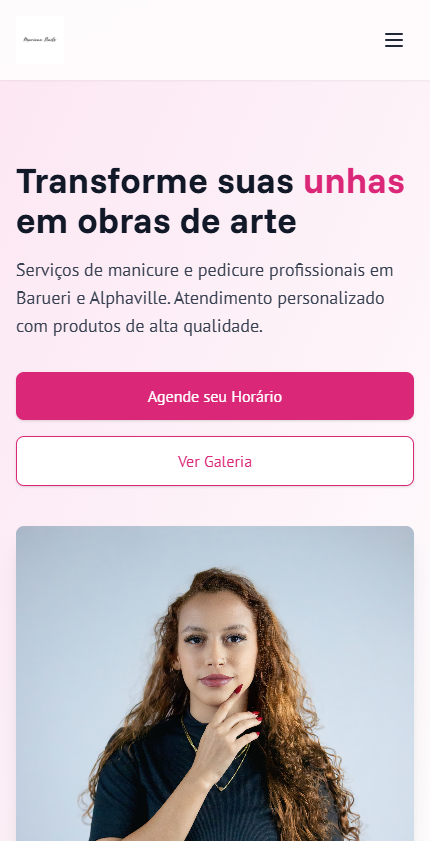 Transforme suas unhas
em obras de arte
Serviços de manicure e pedicure profissionais em
Barueri e Alphaville. Atendimento personalizado
com produtos de alta qualidade.
Agende seu Horário
Ver Galeria